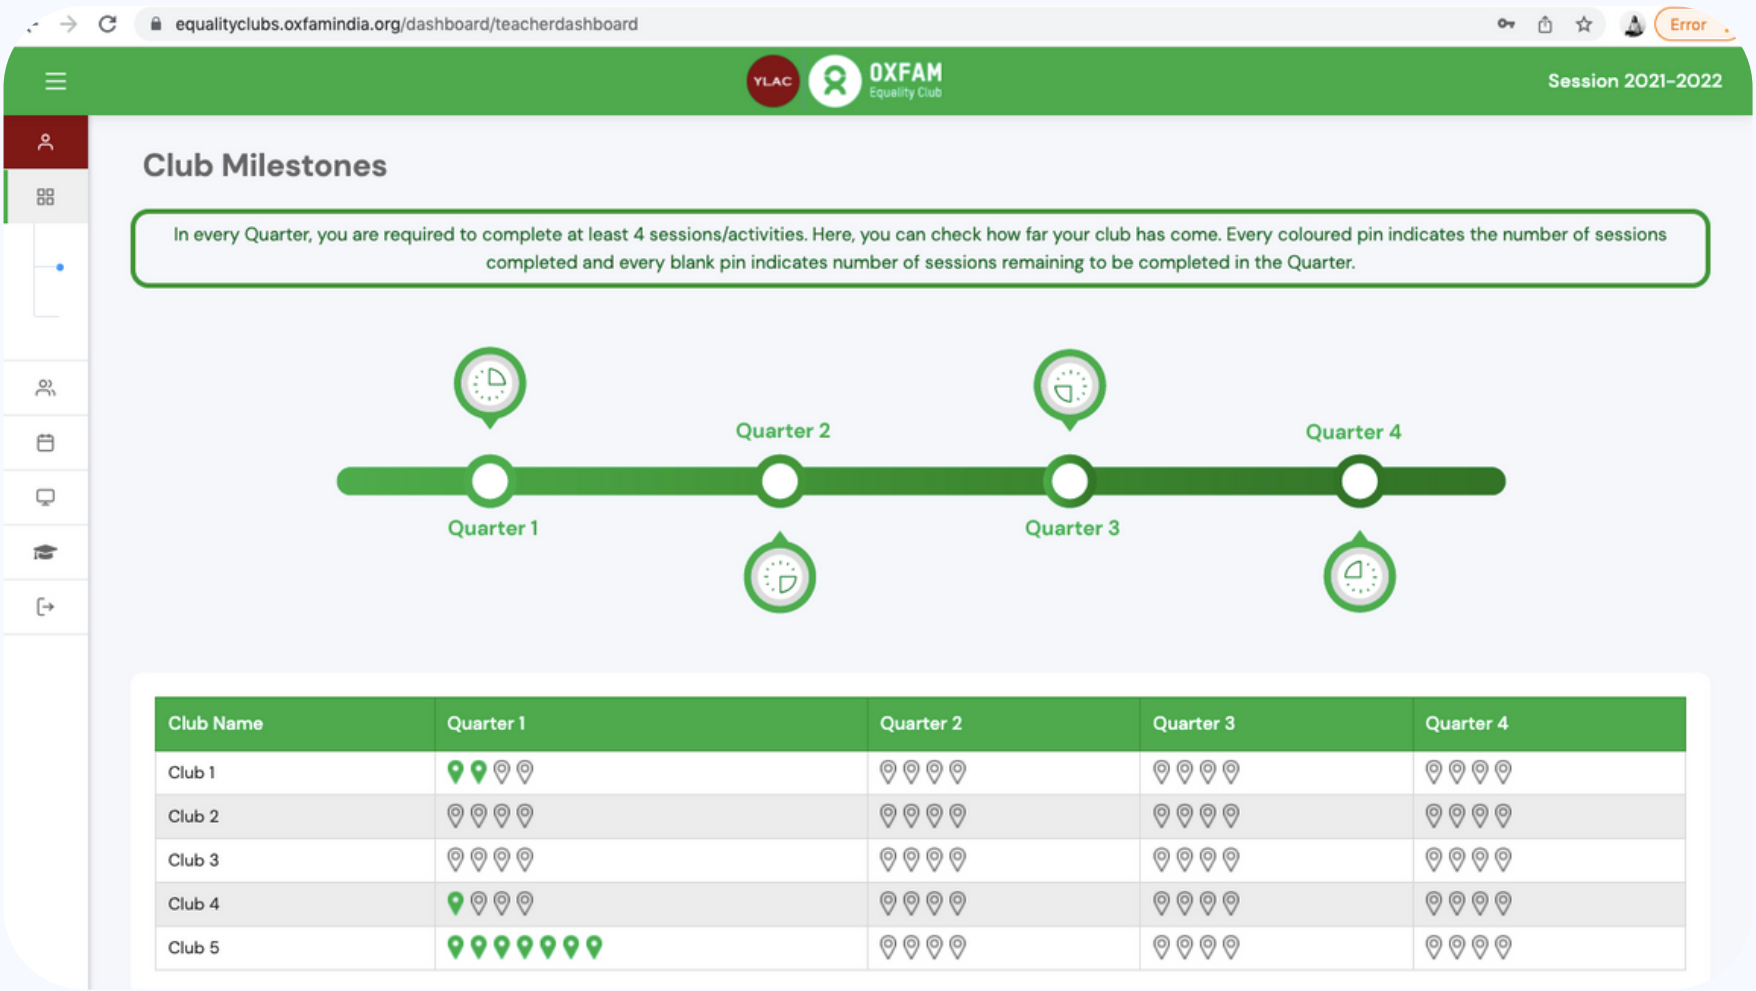 equalityclubs.oxfamindia.org/dashboard/teacherdashboard
Error
YLAC
OXFAM
Equality Club
Session 2021-2022
Club Milestones
In every Quarter, you are required to complete at least 4 sessions/activities. Here, you can check how far your club has come. Every coloured pin indicates the number of sessions
completed and every blank pin indicates number of sessions remaining to be completed in the Quarter.
Quarter 2
Quarter 4
Quarter 1
Quarter 3
Club Name Quarter 1 Quarter 2 Quarter 3 Quarter 4
Club 1
Club 2
Club 3
Club 4
Club 5